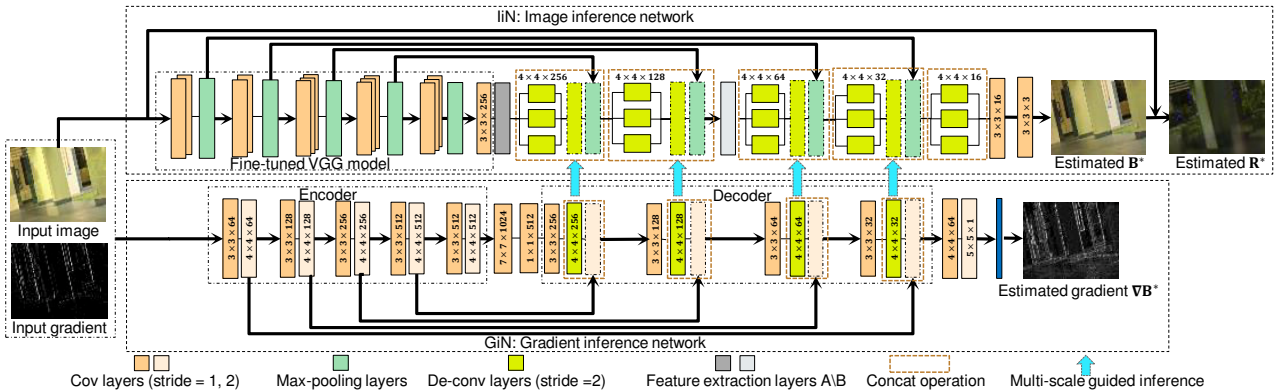 IiN: Image inference network
4 × 4 × 256
4 × 4 × 128
4 × 4 × 64
4 × 4 × 32
4 × 4 × 16
3 × 3 × 256
3 × 3 × 16
3 × 3 × 3
Fine-tuned VGG model
Estimated B*
Estimated R*
Input image
Input gradient
Encoder
Decoder
3 × 3 × 64
4 × 4 × 64
3 × 3 × 128
4 × 4 × 128
3 × 3 × 256
4 × 4 × 256
3 × 3 × 512
4 × 4 × 512
3 × 3 × 512
4 × 4 × 512
7 × 7 × 1024
1 × 1 × 512
3 × 3 × 256
4 × 4 × 256
3 × 3 × 128
4 × 4 × 128
3 × 3 × 64
4 × 4 × 64
3 × 3 × 32
4 × 4 × 32
4 × 4 × 64
5 × 5 × 1
Estimated gradient ∇B*
GiN: Gradient inference network
Cov layers (stride = 1, 2)
Max-pooling layers
De-conv layers (stride =2)
Feature extraction layers A\B
Concat operation
Multi-scale guided inference